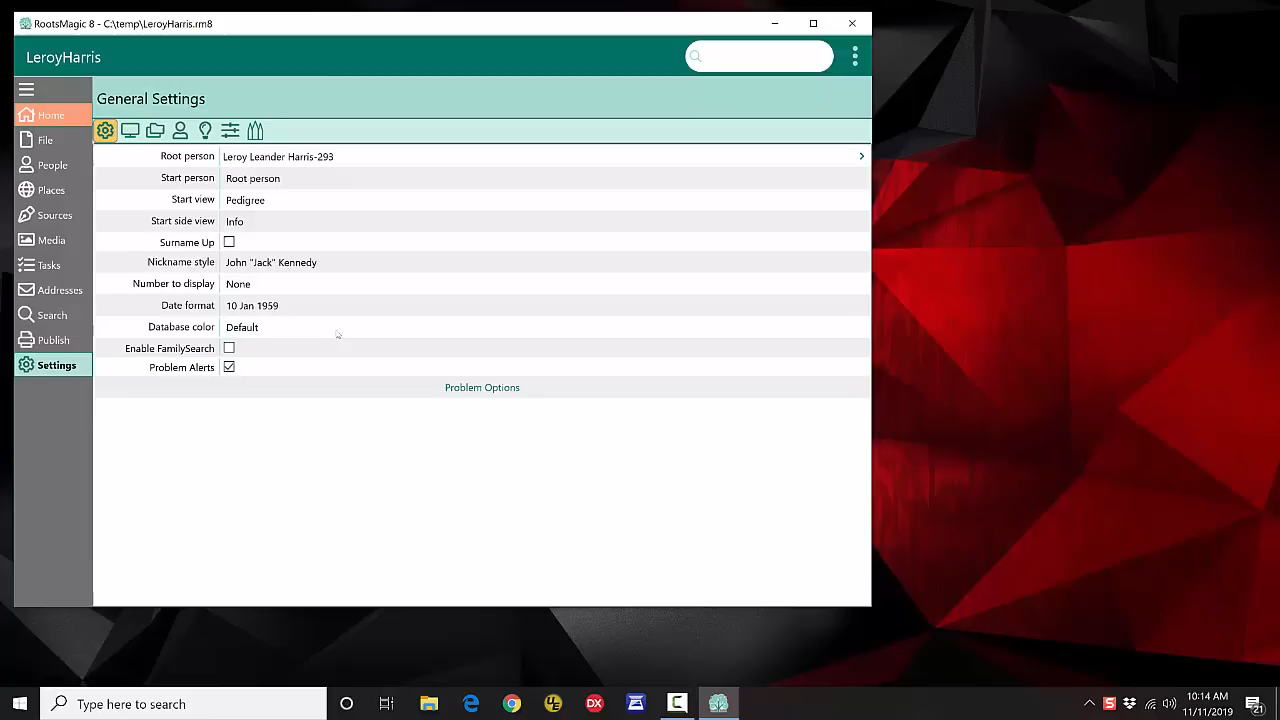 RootsMagic 8 - C:\temp\LeroyHarris.rm8
LeroyHarris
Home
File
People
Places
Sources
Media
Tasks
Addresses
Search
Publish
Settings
General Settings
Root person Leroy Leander Harris-293
Start person Root person
Start view Pedigree
Start side view Info
Surname Up
Nickname style John "Jack" Kennedy
Number to display None
Date format 10 Jan 1959
Database color Default
Enable FamilySearch
Problem Alerts
Problem Options
Type here to search
UE
DX
S
10:14 AM
11/11/2019
21